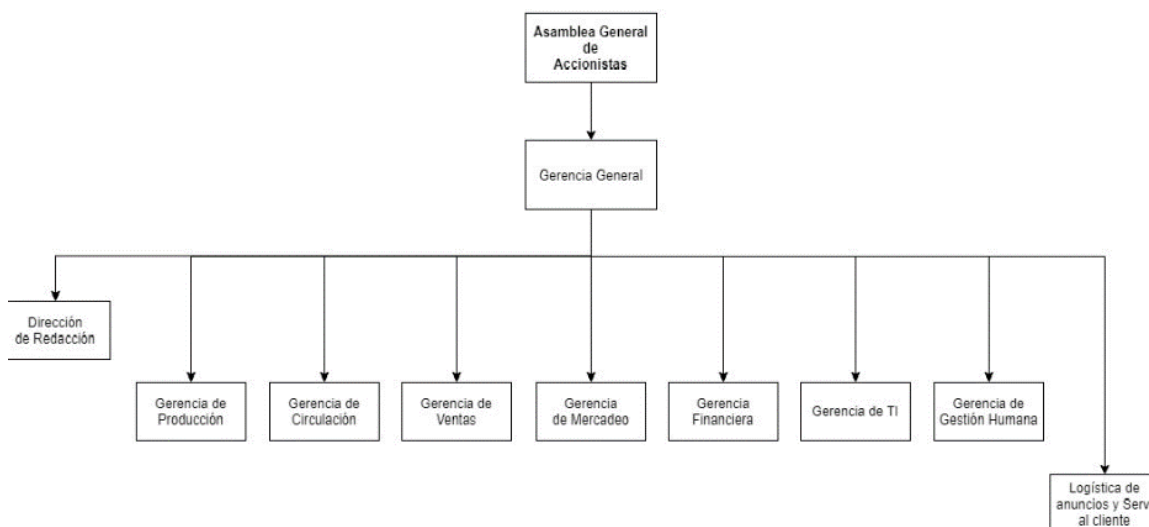 Asamblea General
de
Accionistas
Gerencia General
Dirección
de Redacción
Gerencia de
Producción
Gerencia de
Circulación
Gerencia de
Ventas
Gerencia
de Mercadeo
Gerencia
Financiera
Gerencia de TI
Gerencia de
Gestión Humana
Logística de
anuncios y Serv
al cliente